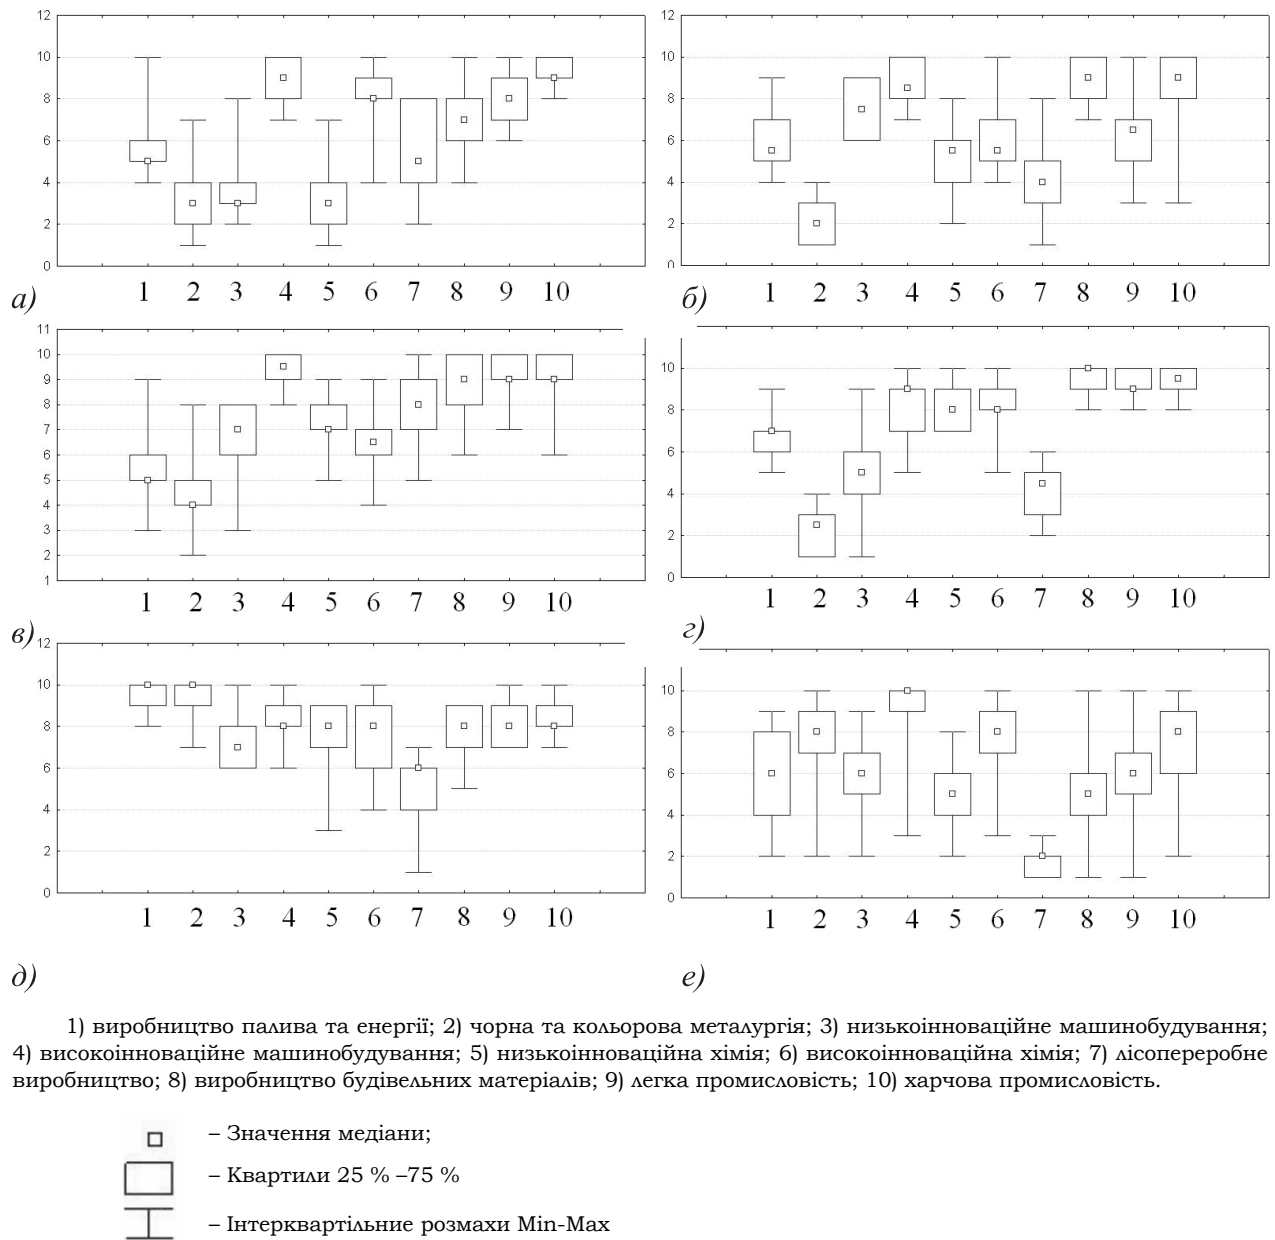 12
10
8
6
4
2
0
1 2 3 4 5 6 7 8 9 10
а)
12
10
8
6
4
2
0
1 2 3 4 5 6 7 8 9 10
б)
11
10
9
8
7
6
5
4
3
2
1
1 2 3 4 5 6 7 8 9 10
в)
10
8
6
4
2
0
1 2 3 4 5 6 7 8 9 10
г)
12
10
8
6
4
2
0
1 2 3 4 5 6 7 8 9 10
д)
10
8
6
4
2
0
1 2 3 4 5 6 7 8 9 10
е)
1) виробництво палива та енергії; 2) чорна та кольорова металургія; 3) низькоінноваційне машинобудування;
4) високоінноваційне машинобудування; 5) низькоінноваційна хімія; 6) високоінноваційна хімія; 7) лісопереробне
виробництво; 8) виробництво будівельних матеріалів; 9) легка промисловість; 10) харчова промисловість.
– Значення медіани;
– Квартили 25 % –75 %
– Інтерквартільние розмахи Min-Max